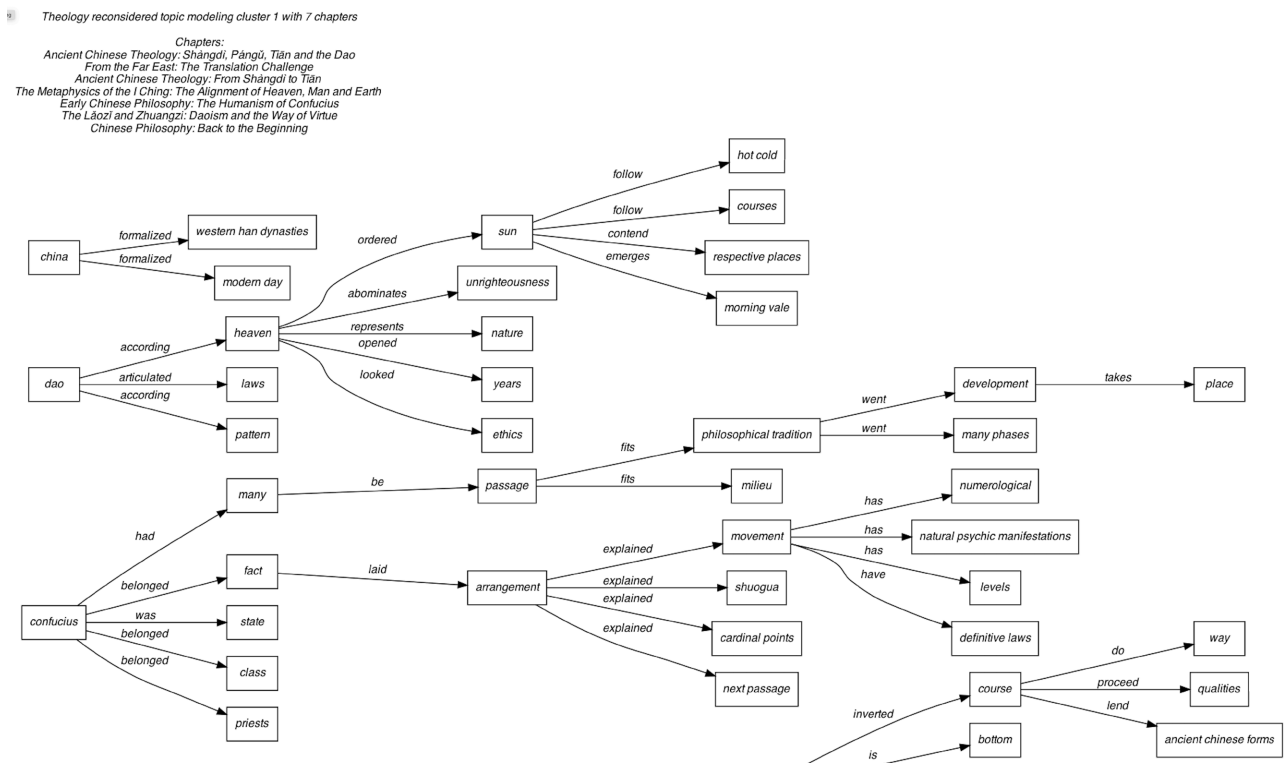 Theology reconsidered topic modeling cluster 1 with 7 chapters
Chapters:
Ancient Chinese Theology: Shàngdì, Pángŭ, Tiān and the Dao
From the Far East: The Translation Challenge
Ancient Chinese Theology: From Shàngdì to Tiān
The Metaphysics of the I Ching: The Alignment of Heaven, Man and Earth
Early Chinese Philosophy: The Humanism of Confucius
The Lǎozǐ and Zhuangzi: Daoism and the Way of Virtue
Chinese Philosophy: Back to the Beginning
china
formalized
western han dynasties
formalized
modern day
dao
according
heaven
articulated
laws
according
pattern
ordered
sun
abominates
unrighteousness
represents
nature
opened
years
looked
ethics
follow
hot cold
follow
courses
contend
respective places
emerges
morning vale
confucius
had
many
belonged
fact
was
state
belonged
class
belonged
priests
be
passage
fits
philosophical tradition
fits
milieu
went
development
takes
place
went
many phases
laid
arrangement
explained
movement
explained
shuogua
explained
cardinal points
explained
next passage
has
numerological
has
natural psychic manifestations
has
levels
have
definitive laws
inverted
course
do
way
proceed
qualities
lend
ancient chinese forms
is
bottom